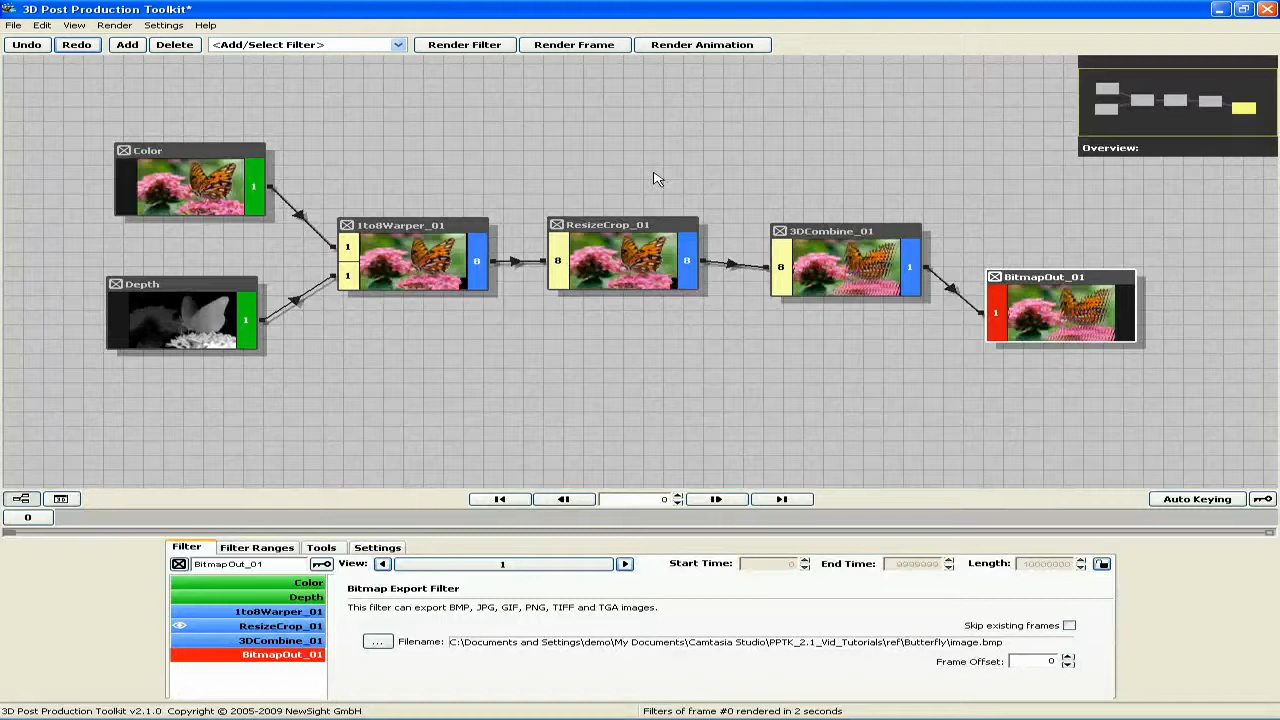 3D Post Production Toolkit*
File Edit View Render Settings Help
Undo Redo Add Delete <Add/Select Filter> Render Filter Render Frame Render Animation
Overview:
Color
1
1to8Warper_01
1
1
8
ResizeCrop_01
8
8
3DCombine_01
8
1
BitmapOut_01
1
Depth
1
3D
0
Auto Keying
0
Filter Filter Ranges Tools Settings
BitmapOut_01 View: 1 Start Time: 0 End Time: 9999999 Length: 10000000
Color
Depth
1to8Warper_01
ResizeCrop_01
3DCombine_01
BitmapOut_01
Bitmap Export Filter
This filter can export BMP, JPG, GIF, PNG, TIFF and TGA images.
Skip existing frames
... Filename: C:\Documents and Settings\demo\My Documents\Camtasia Studio\PPTK_2.1_Vid_Tutorials\ref\Butterfly\image.bmp
Frame Offset: 0
3D Post Production Toolkit v2.1.0 Copyright © 2005-2009 NewSight GmbH
Filters of frame #0 rendered in 2 seconds